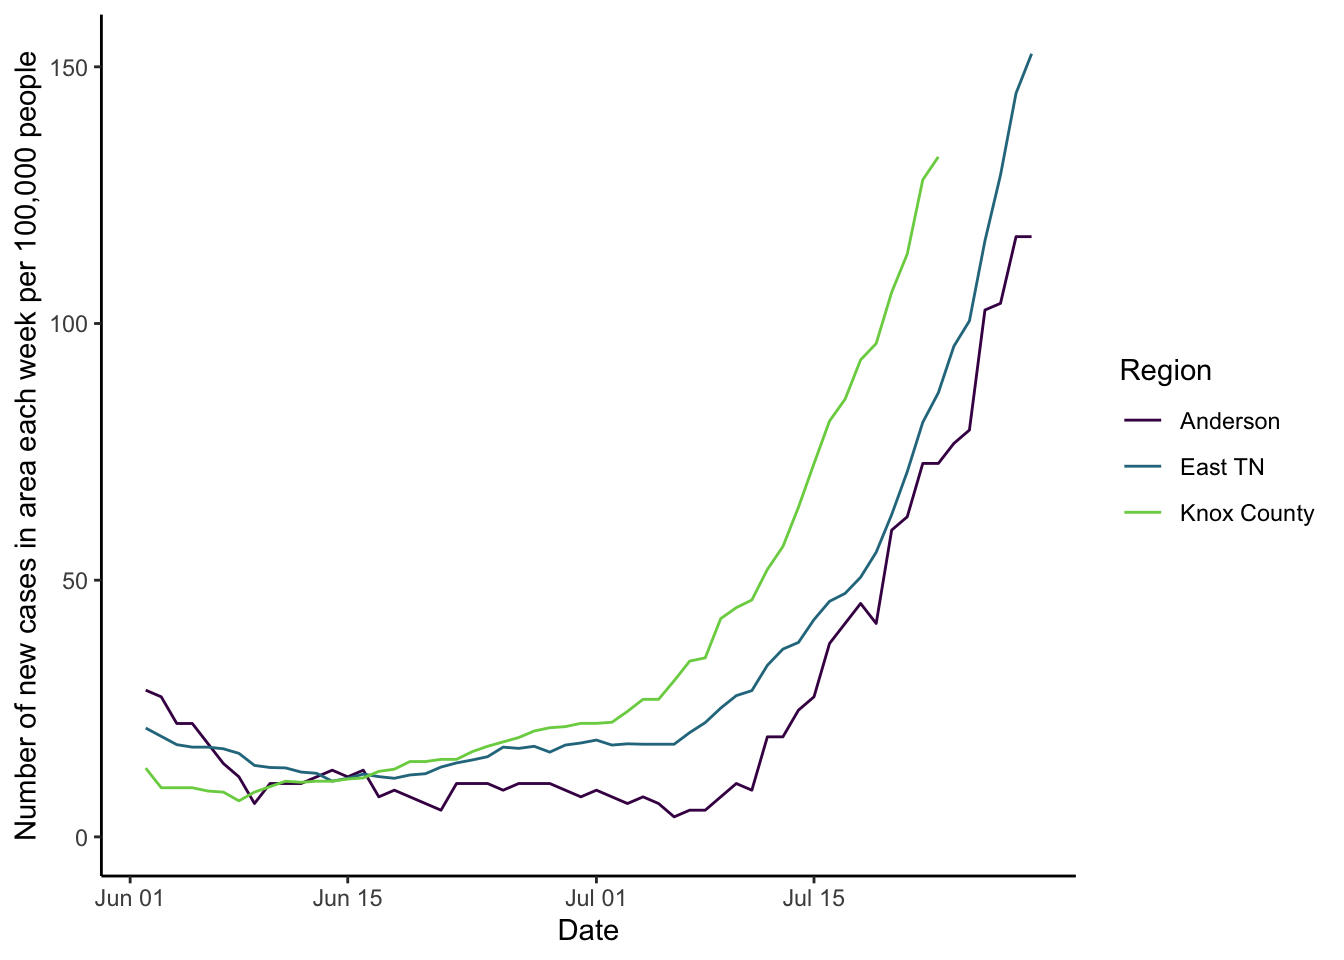 Number of new cases in area each week per 100,000 people
150
100
50
0
Jun 01
Jun 15
Jul 01
Jul 15
Date
Region
Anderson
East TN
Knox County